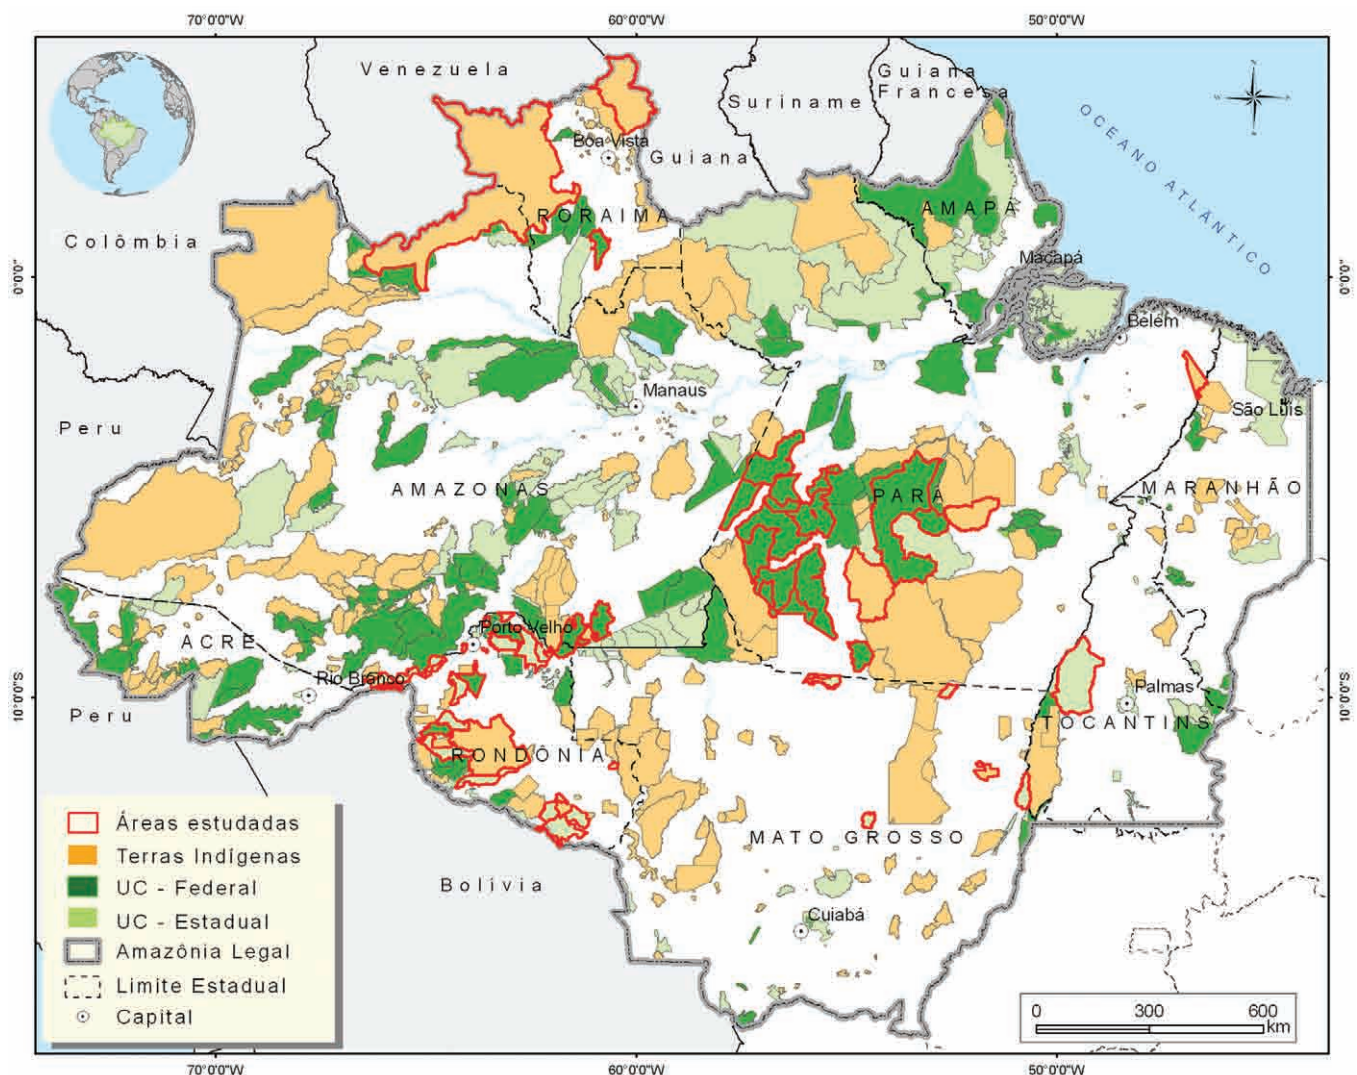 70°0'0"W
60°0'0"W
50°0'0"W
Venezuela
Guiana
Francesa
Suriname
Boa Vista
Guiana
OCEANO ATLÂNTICO
RORAIMA
AMAPÁ
Colômbia
Macapá
0°0'0"
0°0'0"
Belém
Manaus
São Luís
Peru
AMAZONAS
PARÁ
MARANHÃO
Porto Velho
ACRE
Rio Branco
Palmas
10°0'0"S
10°0'0"S
Peru
TOCANTINS
RONDÔNIA
MATO GROSSO
Bolívia
Cuiabá
Áreas estudadas
Terras Indígenas
UC - Federal
UC - Estadual
Amazônia Legal
Limite Estadual
Capital
0 300 600
km
70°0'0"W
60°0'0"W
50°0'0"W